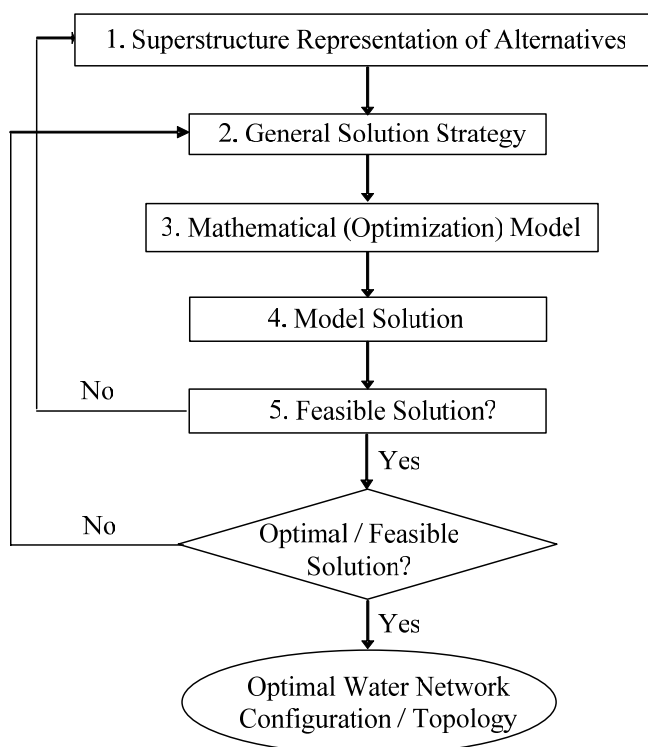 1. Superstructure Representation of Alternatives
2. General Solution Strategy
3. Mathematical (Optimization) Model
4. Model Solution
No
5. Feasible Solution?
Yes
No
Optimal / Feasible
Solution?
Yes
Optimal Water Network
Configuration / Topology